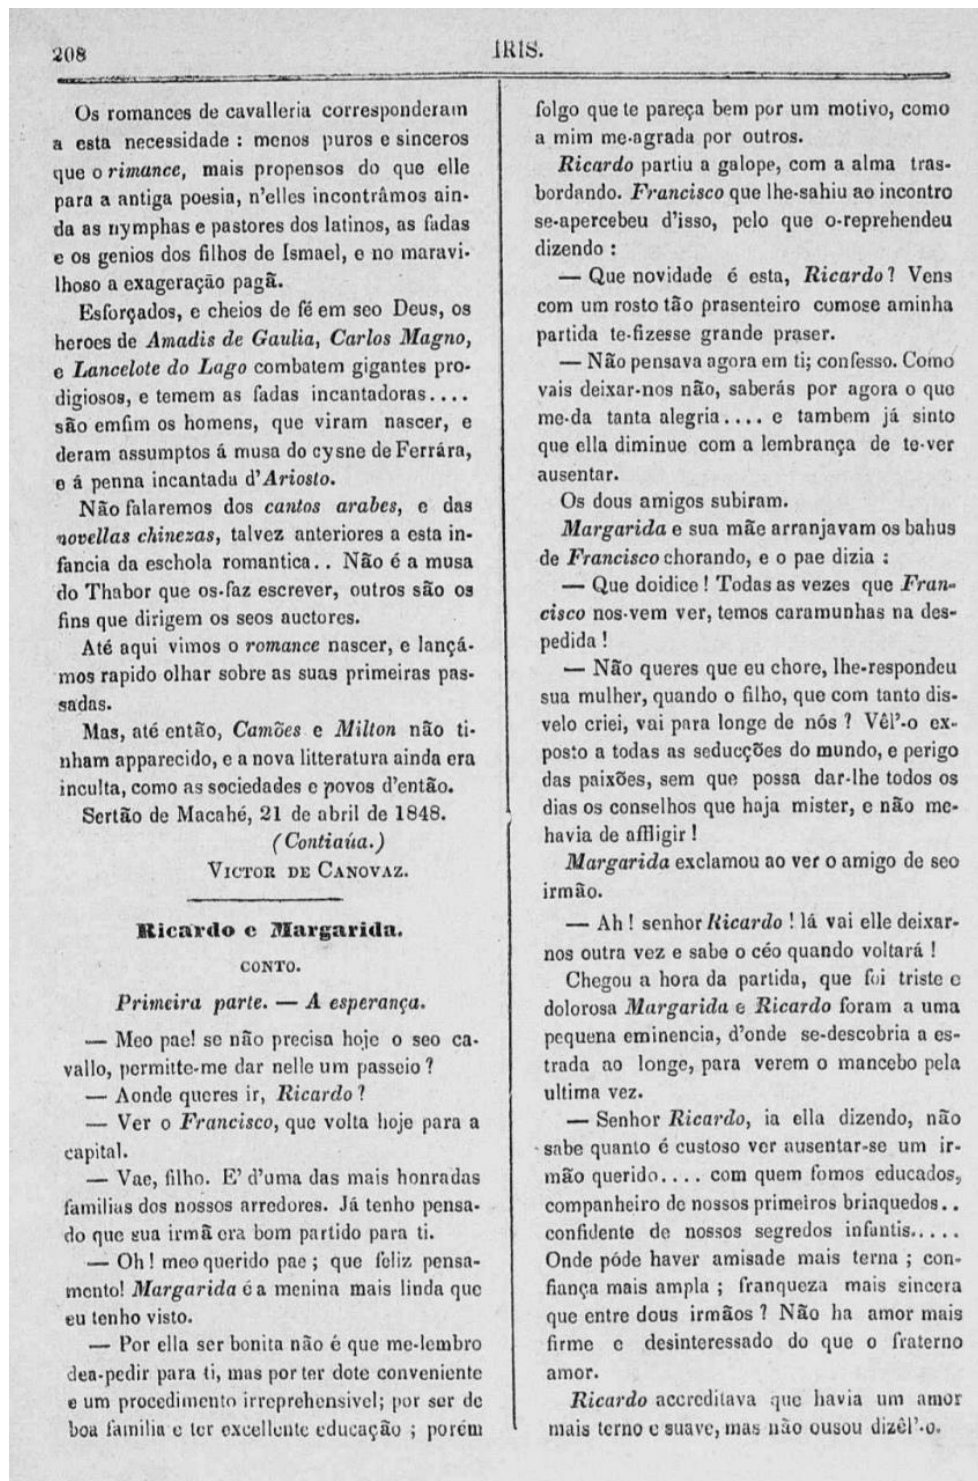 208
IRIS.
Os romances de cavalleria corresponderam
a esta necessidade : menos puros e sinceros
que o rimance, mais propensos do que elle
para a antiga poesia, n'elles incontrâmos ain-
da as nymphas e pastores dos latinos, as fadas
e os genios dos filhos de Ismael, e no maravi-
lhoso a exageração pagã.
Esforçados, e cheios de fé em seo Deus, os
heroes de Amadis de Gaulia, Carlos Magno,
e Lancelote do Lago combatem gigantes pro-
digiosos, e temem as fadas incantadoras....
são emfim os homens, que viram nascer, e
deram assumptos á musa do cysne de Ferrára,
e á penna incantada d'Ariosto.
Não falaremos dos cantos arabes, e das
novellas chinezas, talvez anteriores a esta in-
fancia da eschola romantica.. Não é a musa
do Thabor que os-faz escrever, outros são os
fins que dirigem os seos auctores.
Até aqui vimos o romance nascer, e lançá-
mos rapido olhar sobre as suas primeiras pas-
sadas.
Mas, até então, Camões e Milton não ti-
nham apparecido, e a nova litteratura ainda era
inculta, como as sociedades e povos d'então.
Sertão de Macahé, 21 de abril de 1848.
(Contiaúa.)
VICTOR DE CANOVAZ.
Ricardo e Margarida.
CONTO.
Primeira parte. — A esperança.
— Meo pae! se não precisa hoje o seo ca-
vallo, permitte-me dar nelle um passeio ?
— Aonde queres ir, Ricardo ?
— Ver o Francisco, que volta hoje para a
capital.
— Vae, filho. E' d'uma das mais honradas
familias dos nossos arredores. Já tenho pensa-
do que sua irmã era bom partido para ti.
— Oh ! meo querido pae ; que feliz pensa-
mento! Margarida é a menina mais linda que
eu tenho visto.
— Por ella ser bonita não é que me-lembro
dea-pedir para ti, mas por ter dote conveniente
e um procedimento irreprehensivel; por ser de
boa familia e ter excellente educação ; porém
folgo que te pareça bem por um motivo, como
a mim me-agrada por outros.
Ricardo partiu a galope, com a alma tras-
bordando. Francisco que lhe-sahiu ao incontro
se-apercebeu d'isso, pelo que o-reprehendeu
dizendo :
— Que novidade é esta, Ricardo ? Vens
com um rosto tão prasenteiro comose aminha
partida te-fizesse grande praser.
— Não pensava agora em ti; confesso. Como
vais deixar-nos não, saberás por agora o que
me-da tanta alegria.... e tambem já sinto
que ella diminue com a lembrança de te-ver
ausentar.
Os dous amigos subiram.
Margarida e sua mãe arranjavam os bahus
de Francisco chorando, e o pae dizia :
— Que doidice ! Todas as vezes que Fran-
cisco nos-vem ver, temos caramunhas na des-
pedida !
— Não queres que eu chore, lhe-respondeu
sua mulher, quando o filho, que com tanto dis-
velo criei, vai para longe de nós ? Vêl'-o ex-
posto a todas as seducções do mundo, e perigo
das paixões, sem que possa dar-lhe todos os
dias os conselhos que haja mister, e não me-
havia de affligir !
Margarida exclamou ao ver o amigo de seo
irmão.
— Ah ! senhor Ricardo ! lá vai elle deixar-
nos outra vez e sabe o céo quando voltará !
Chegou a hora da partida, que foi triste e
dolorosa Margarida e Ricardo foram a uma
pequena eminencia, d'onde se-descobria a es-
trada ao longe, para verem o mancebo pela
ultima vez.
— Senhor Ricardo, ia ella dizendo, não
sabe quanto é custoso ver ausentar-se um ir-
mão querido.... com quem fomos educados,
companheiro de nossos primeiros brinquedos..
confidente de nossos segredos infantis.....
Onde póde haver amisade mais terna ; con-
fiança mais ampla ; franqueza mais sincera
que entre dous irmãos ? Não ha amor mais
firme e desinteressado do que o fraterno
amor.
Ricardo accreditava que havia um amor
mais terno e suave, mas não ousou dizêl'-o.